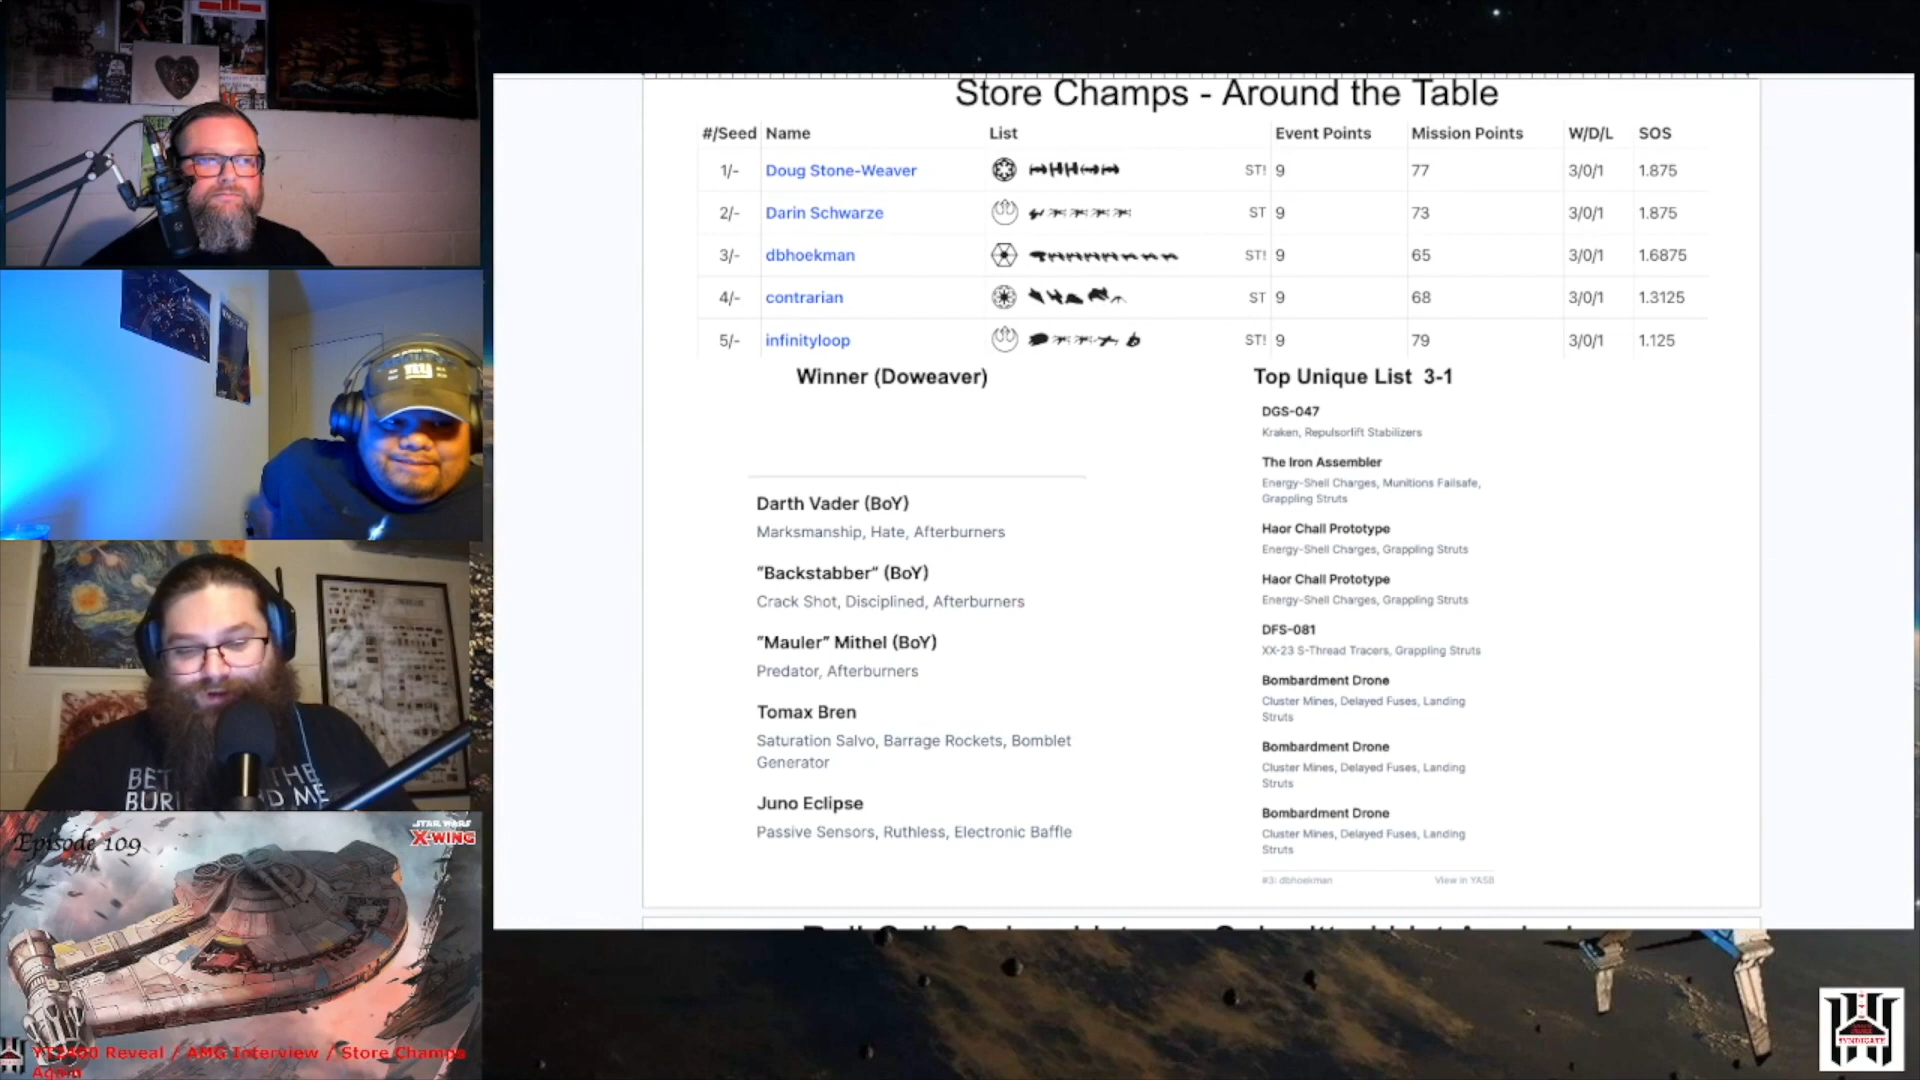 Store Champs - Around the Table
#/Seed Name List Event Points Mission Points W/D/L SOS
1/- Doug Stone-Weaver ST! 9 77 3/0/1 1.875
2/- Darin Schwarze ST 9 73 3/0/1 1.875
3/- dbhoekman ST! 9 65 3/0/1 1.6875
4/- contrarian ST 9 68 3/0/1 1.3125
5/- infinityloop ST! 9 79 3/0/1 1.125
Winner (Doweaver)
Darth Vader (BoY)
Marksmanship, Hate, Afterburners
"Backstabber" (BoY)
Crack Shot, Disciplined, Afterburners
"Mauler" Mithel (BoY)
Predator, Afterburners
Tomax Bren
Saturation Salvo, Barrage Rockets, Bomblet
Generator
Juno Eclipse
Passive Sensors, Ruthless, Electronic Baffle
Top Unique List 3-1
DGS-047
Kraken, Repulsorlift Stabilizers
The Iron Assembler
Energy-Shell Charges, Munitions Failsafe,
Grappling Struts
Haor Chall Prototype
Energy-Shell Charges, Grappling Struts
Haor Chall Prototype
Energy-Shell Charges, Grappling Struts
DFS-081
XX-23 S-Thread Tracers, Grappling Struts
Bombardment Drone
Cluster Mines, Delayed Fuses, Landing
Struts
Bombardment Drone
Cluster Mines, Delayed Fuses, Landing
Struts
Bombardment Drone
Cluster Mines, Delayed Fuses, Landing
Struts
#3: dbhoekman View in YASB
Episode 109
STAR WARS
X-WING
YT2400 Reveal / AMG Interview / Store Champs
Again
SYNDICATE